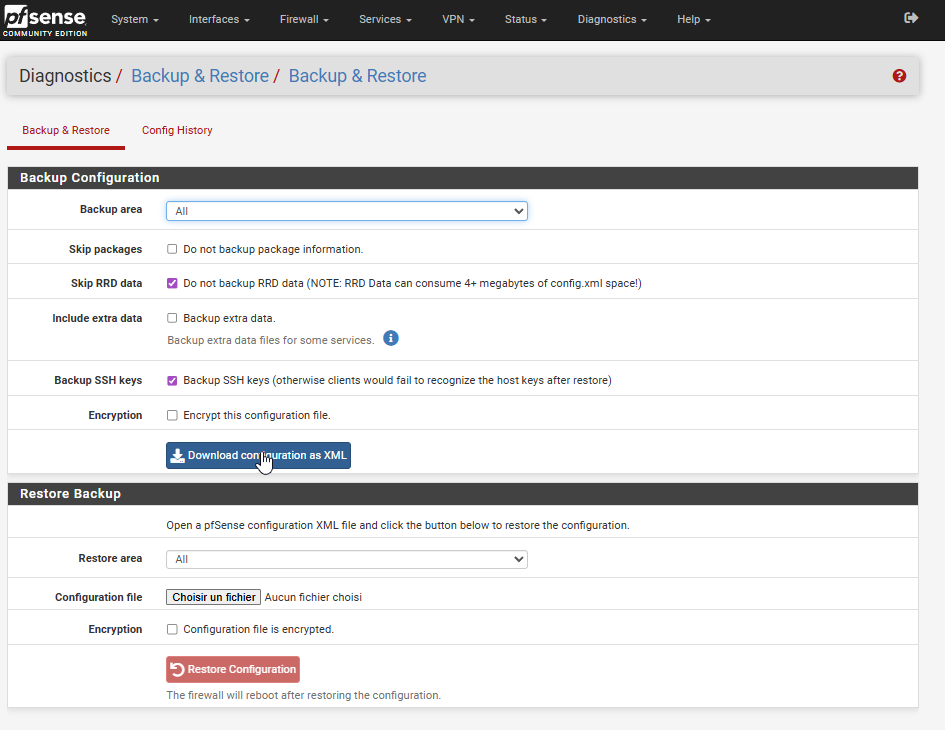 pfsense
COMMUNITY EDITION
System
Interfaces
Firewall
Services
VPN
Status
Diagnostics
Help
Diagnostics / Backup & Restore / Backup & Restore
Backup & Restore
Config History
Backup Configuration
Backup area
All
Skip packages
Do not backup package information.
Skip RRD data
Do not backup RRD data (NOTE: RRD Data can consume 4+ megabytes of config.xml space!)
Include extra data
Backup extra data.
Backup extra data files for some services.
Backup SSH keys
Backup SSH keys (otherwise clients would fail to recognize the host keys after restore)
Encryption
Encrypt this configuration file.
Download configuration as XML
Restore Backup
Open a pfSense configuration XML file and click the button below to restore the configuration.
Restore area
All
Configuration file
Choisir un fichier Aucun fichier choisi
Encryption
Configuration file is encrypted.
Restore Configuration
The firewall will reboot after restoring the configuration.